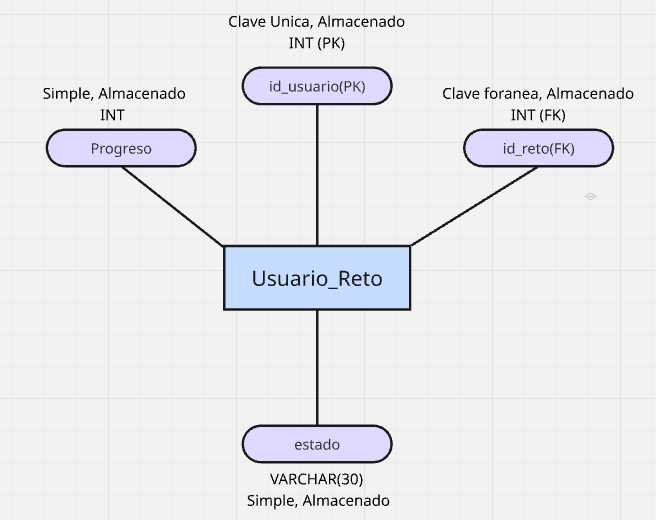 Clave Unica, Almacenado
INT (PK)
id_usuario(PK)
Simple, Almacenado
INT
Progreso
Clave foranea, Almacenado
INT (FK)
id_reto(FK)
Usuario_Reto
estado
VARCHAR(30)
Simple, Almacenado